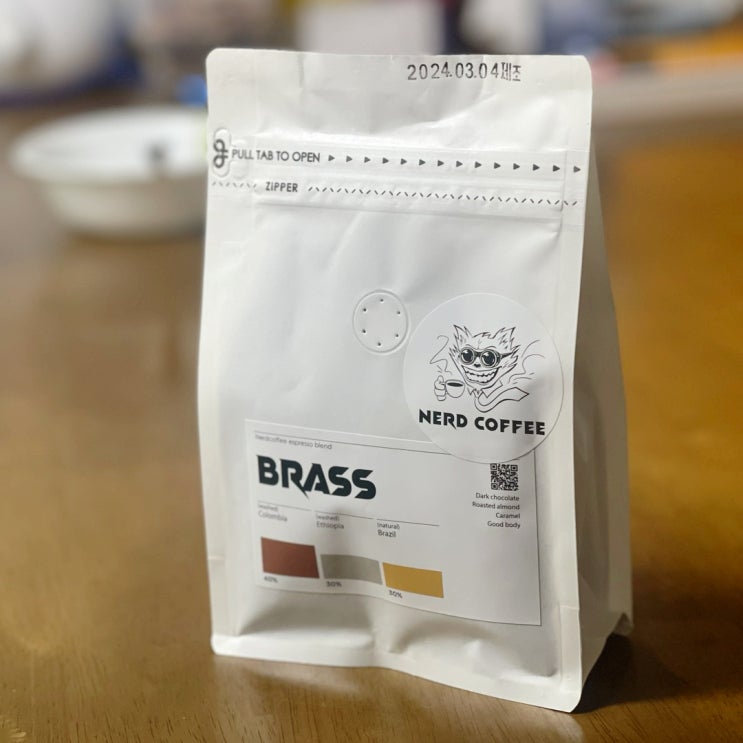 2024.03.04제조
PULL TAB TO OPEN
ZIPPER
NERD COFFEE
Nerdcoffee espresso blend
BRASS
(washed)
Colombia
(washed)
Ethiopia
(natural)
Brazil
Dark chocolate
Roasted almond
Caramel
Good body
40%
30%
30%